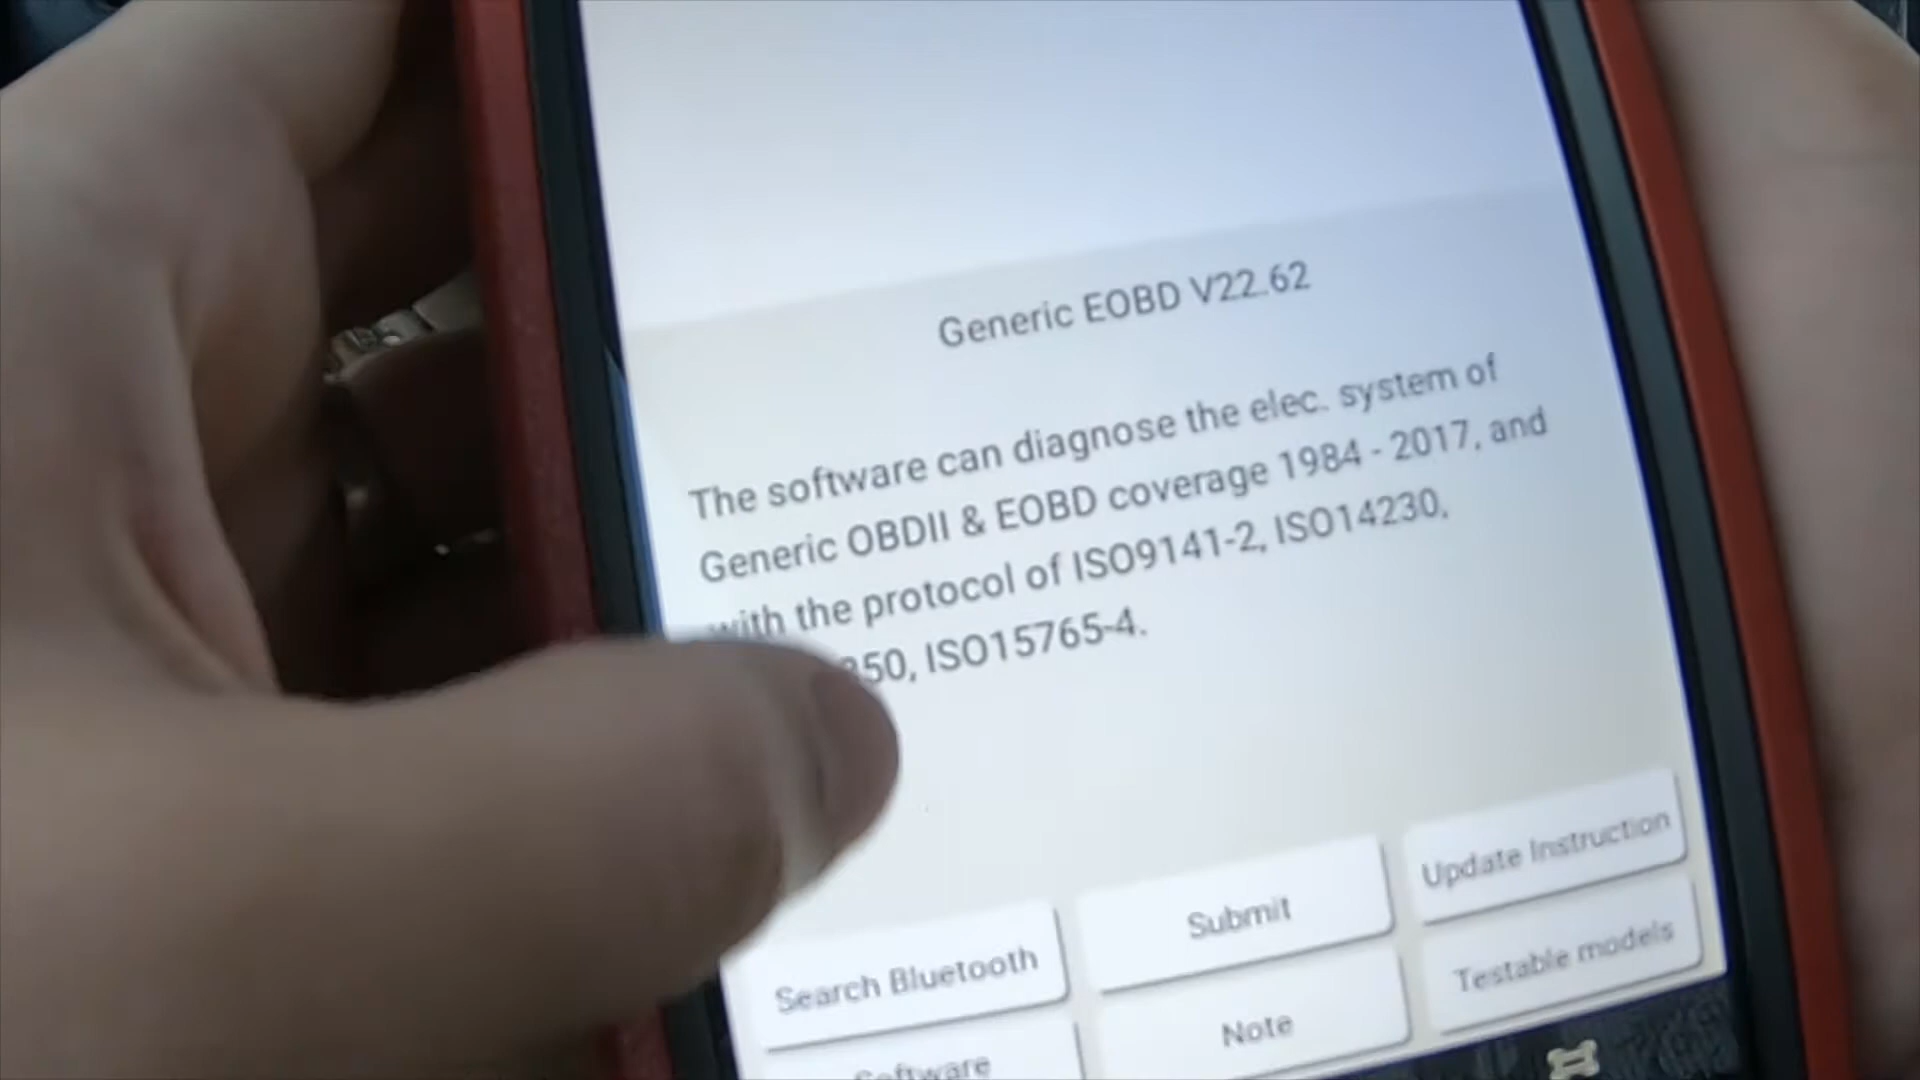 Generic EOBD V22.62
The software can diagnose the elec. system of
Generic OBDII & EOBD coverage 1984 - 2017, and
with the protocol of ISO9141-2, ISO14230,
ISO15765-4.
Update Instruction
Submit
Search Bluetooth
Testable models
Note
Software